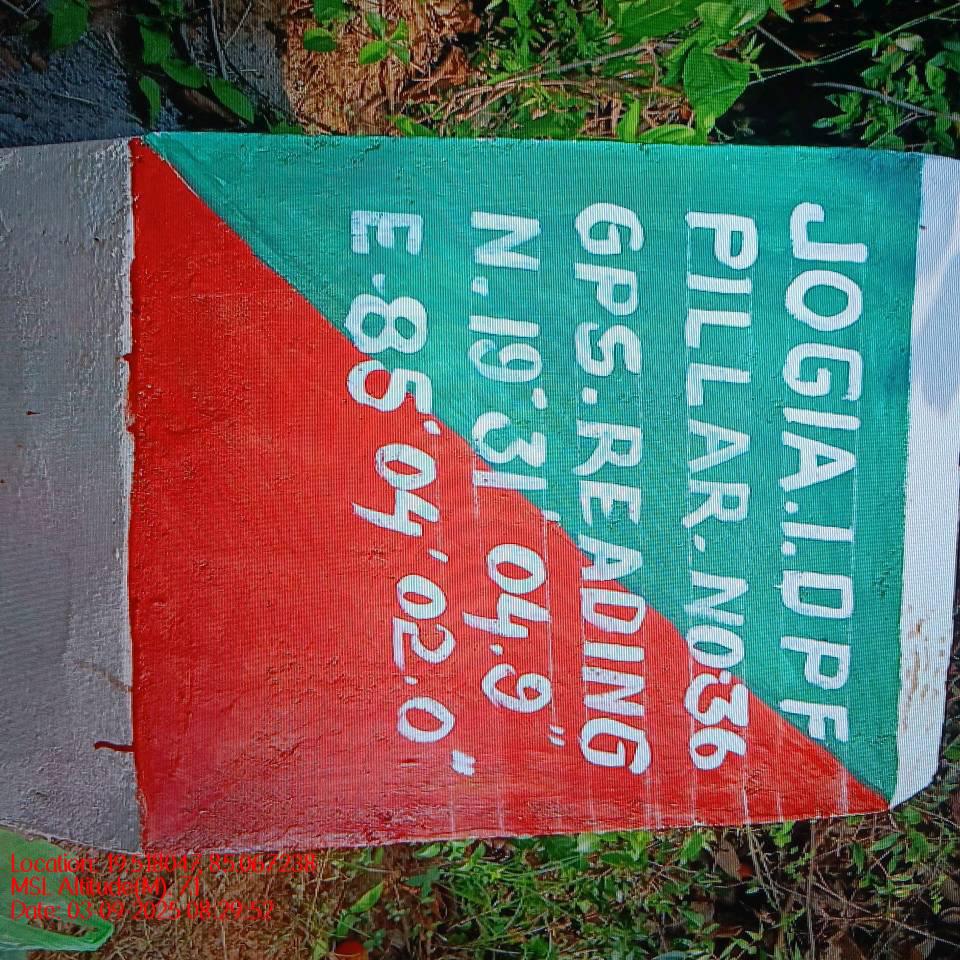 JOGIA.I.D P F
PILLAR.NO:36
GPS.READING
N.19°31'04.9"
E.85°04'02.0"
Location: 19.518047 85.067238
MSL Altitude(M): 71
Date: 03-09-2025 08:29:52